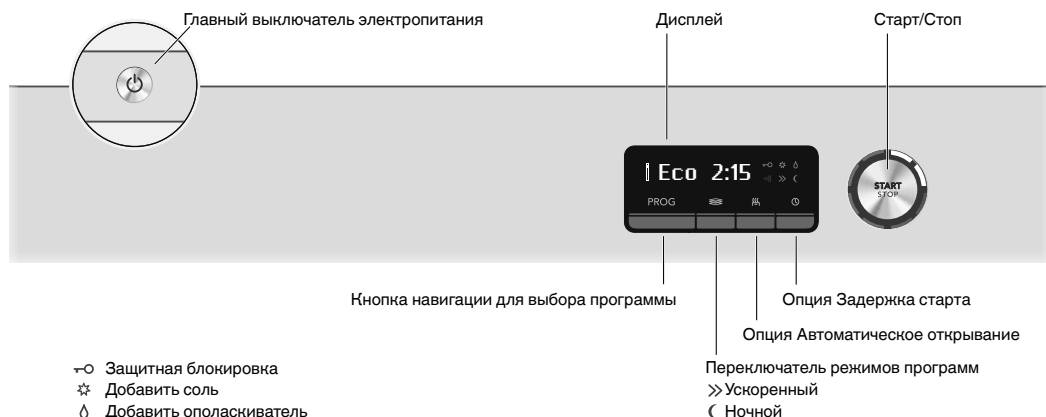 Главный выключатель электропитания
Дисплей
Старт/Стоп
Eco 2:15
PROG
START
STOP
Кнопка навигации для выбора программы
Опция Задержка старта
Опция Автоматическое открывание
Переключатель режимов программ
Ускоренный
Ночной
Защитная блокировка
Добавить соль
Добавить ополаскиватель